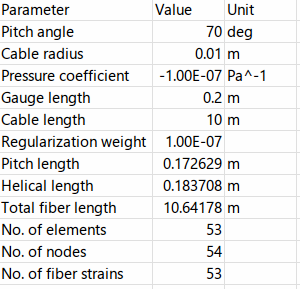 Parameter Value Unit
Pitch angle 70 deg
Cable radius 0.01 m
Pressure coefficient -1.00E-07 Pa^-1
Gauge length 0.2 m
Cable length 10 m
Regularization weight 1.00E-07
Pitch length 0.172629 m
Helical length 0.183708 m
Total fiber length 10.64178 m
No. of elements 53
No. of nodes 54
No. of fiber strains 53